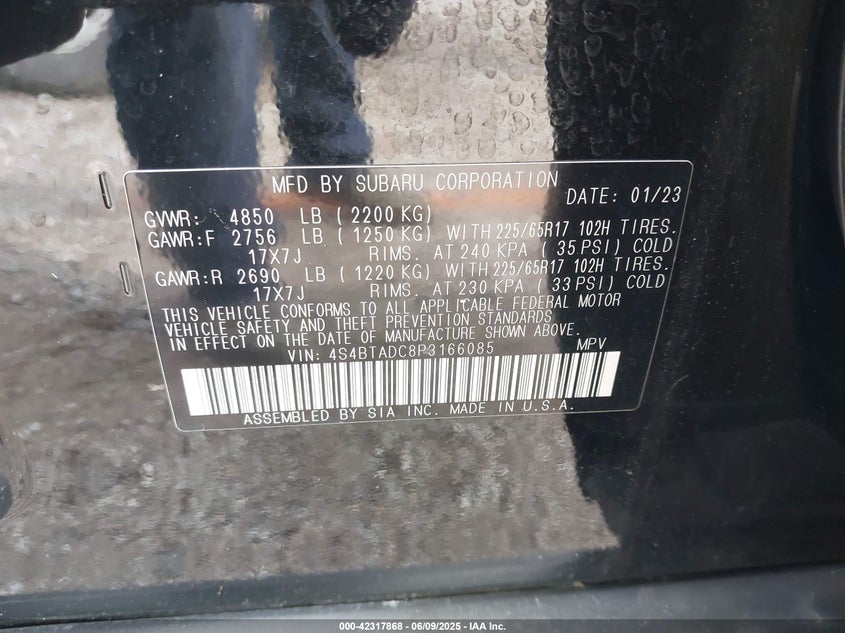 MFD BY SUBARU CORPORATION DATE: 01/23
GVWR: 4850 LB ( 2200 KG)
GAWR:F 2756 LB ( 1250 KG) WITH 225/65R17 102H TIRES.
17X7J RIMS. AT 240 KPA ( 35 PSI) COLD
GAWR:R 2690 LB ( 1220 KG) WITH 225/65R17 102H TIRES.
17X7J RIMS. AT 230 KPA ( 33 PSI) COLD
THIS VEHICLE CONFORMS TO ALL APPLICABLE FEDERAL MOTOR
VEHICLE SAFETY AND THEFT PREVENTION STANDARDS
IN EFFECT ON THE DATE OF MANUFACTURE SHOWN ABOVE.
VIN: 4S4BTADC8P3166085 MPV
ASSEMBLED BY SIA INC. MADE IN U.S.A.
000-42317868 - 06/09/2025 - IAA Inc.